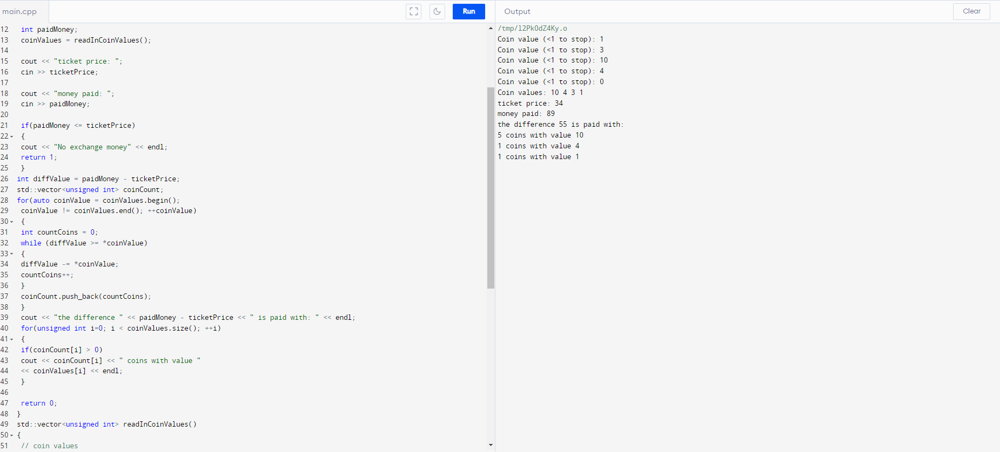 main.cpp
Run
Output
Clear
12 int paidMoney;
13 coinValues = readInCoinValues();
14
15 cout << "ticket price: ";
16 cin >> ticketPrice;
17
18 cout << "money paid: ";
19 cin >> paidMoney;
20
21 if(paidMoney <= ticketPrice)
22 {
23 cout << "No exchange money" << endl;
24 return 1;
25 }
26 int diffValue = paidMoney - ticketPrice;
27 std::vector<unsigned int> coinCount;
28 for(auto coinValue = coinValues.begin();
29 coinValue != coinValues.end(); ++coinValue)
30 {
31 int countCoins = 0;
32 while (diffValue >= *coinValue)
33 {
34 diffValue -= *coinValue;
35 countCoins++;
36 }
37 coinCount.push_back(countCoins);
38 }
39 cout << "the difference " << paidMoney - ticketPrice << " is paid with: " << endl;
40 for(unsigned int i=0; i < coinValues.size(); ++i)
41 {
42 if(coinCount[i] > 0)
43 cout << coinCount[i] << " coins with value "
44 << coinValues[i] << endl;
45 }
46
47 return 0;
48 }
49 std::vector<unsigned int> readInCoinValues()
50 {
51 // coin values
/tmp/l2PkOdZ4Ky.o
Coin value (<1 to stop): 1
Coin value (<1 to stop): 3
Coin value (<1 to stop): 10
Coin value (<1 to stop): 4
Coin value (<1 to stop): 0
Coin values: 10 4 3 1
ticket price: 34
money paid: 89
the difference 55 is paid with:
5 coins with value 10
1 coins with value 4
1 coins with value 1